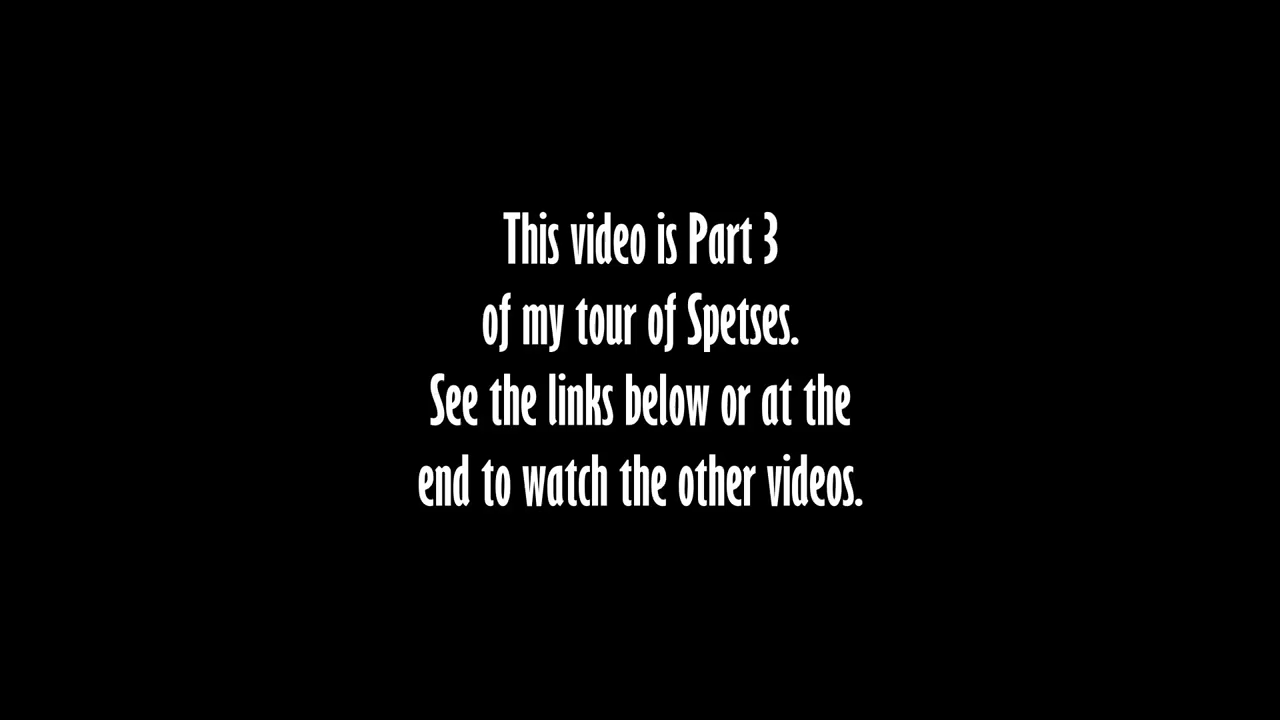 This video is Part 3
of my tour of Spetses.
See the links below or at the
end to watch the other videos.